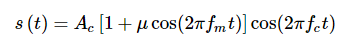 s (t) = A_c [1 + μ cos(2πf_m t)] cos(2πf_c t)